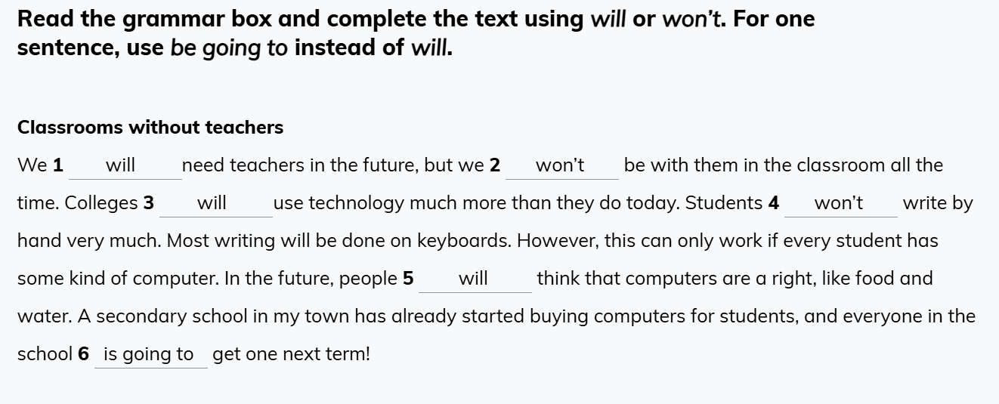 Read the grammar box and complete the text using will or won’t. For one
sentence, use be going to instead of will.
Classrooms without teachers
We 1 will need teachers in the future, but we 2 won’t be with them in the classroom all the
time. Colleges 3 will use technology much more than they do today. Students 4 won’t write by
hand very much. Most writing will be done on keyboards. However, this can only work if every student has
some kind of computer. In the future, people 5 will think that computers are a right, like food and
water. A secondary school in my town has already started buying computers for students, and everyone in the
school 6 is going to get one next term!